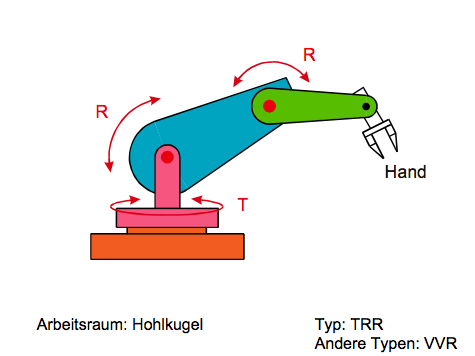 R
R
Hand
T
Arbeitsraum: Hohlkugel
Typ: TRR
Andere Typen: VVR